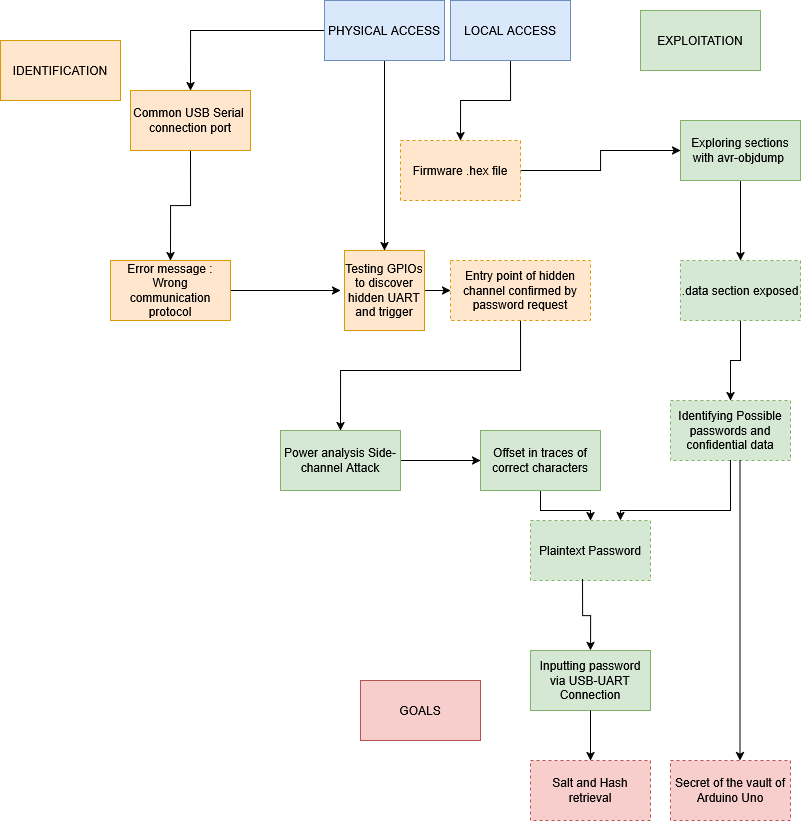 PHYSICAL ACCESS
LOCAL ACCESS
EXPLOITATION
IDENTIFICATION
Common USB Serial
connection port
Firmware .hex file
Exploring sections
with avr-objdump
Error message :
Wrong
communication
protocol
Testing GPIOs
to discover
hidden UART
and trigger
Entry point of hidden
channel confirmed by
password request
.data section exposed
Identifying Possible
passwords and
confidential data
Power analysis Side-
channel Attack
Offset in traces of
correct characters
Plaintext Password
Inputting password
via USB-UART
Connection
GOALS
Salt and Hash
retrieval
Secret of the vault of
Arduino Uno